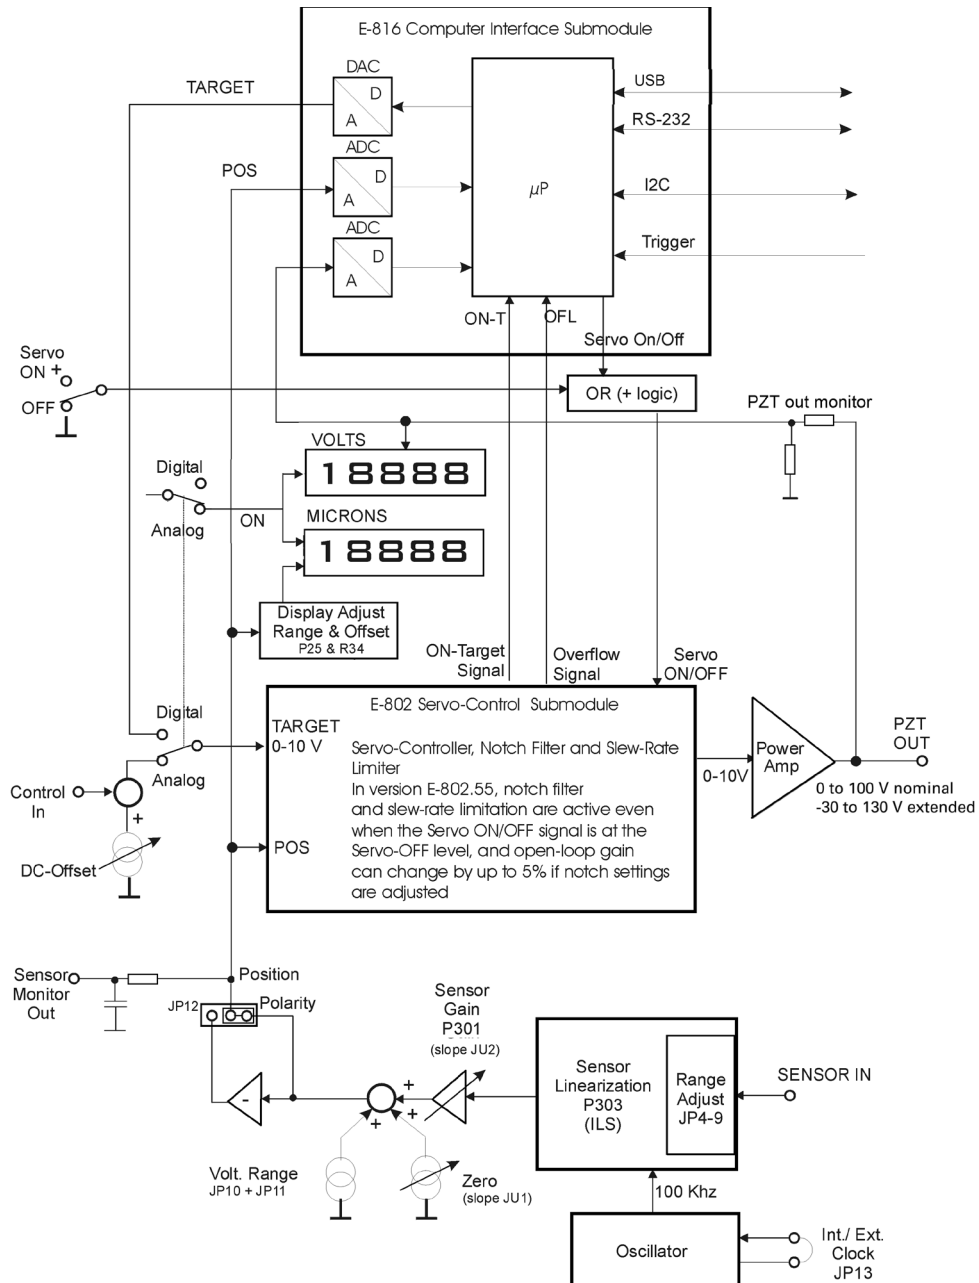 E-816 Computer Interface Submodule
DAC
TARGET
D
A
USB
RS-232
ADC
POS
D
A
µP
I2C
ADC
D
A
Trigger
ON-T
OFL
Servo On/Off
Servo
ON +
OFF
OR (+ logic)
PZT out monitor
VOLTS
18888
Digital
Analog
ON
MICRONS
18888
Display Adjust
Range & Offset
P25 & R34
ON-Target
Signal
Overflow
Signal
Servo
ON/OFF
E-802 Servo-Control Submodule
Digital
TARGET
0-10 V
Analog
Servo-Controller, Notch Filter and Slew-Rate
Limiter
In version E-802.55, notch filter
and slew-rate limitation are active even
when the Servo ON/OFF signal is at the
Servo-OFF level, and open-loop gain
can change by up to 5% if notch settings
are adjusted
Control
In
+
DC-Offset
POS
0-10V
Power
Amp
PZT
OUT
0 to 100 V nominal
-30 to 130 V extended
Sensor
Monitor
Out
Position
JP12
Polarity
Sensor
Gain
P301
(slope JU2)
-
+
+
+
Volt. Range
JP10 + JP11
Zero
(slope JU1)
Sensor
Linearization
P303
(ILS)
Range
Adjust
JP4-9
SENSOR IN
100 Khz
Oscillator
Int./ Ext.
Clock
JP13